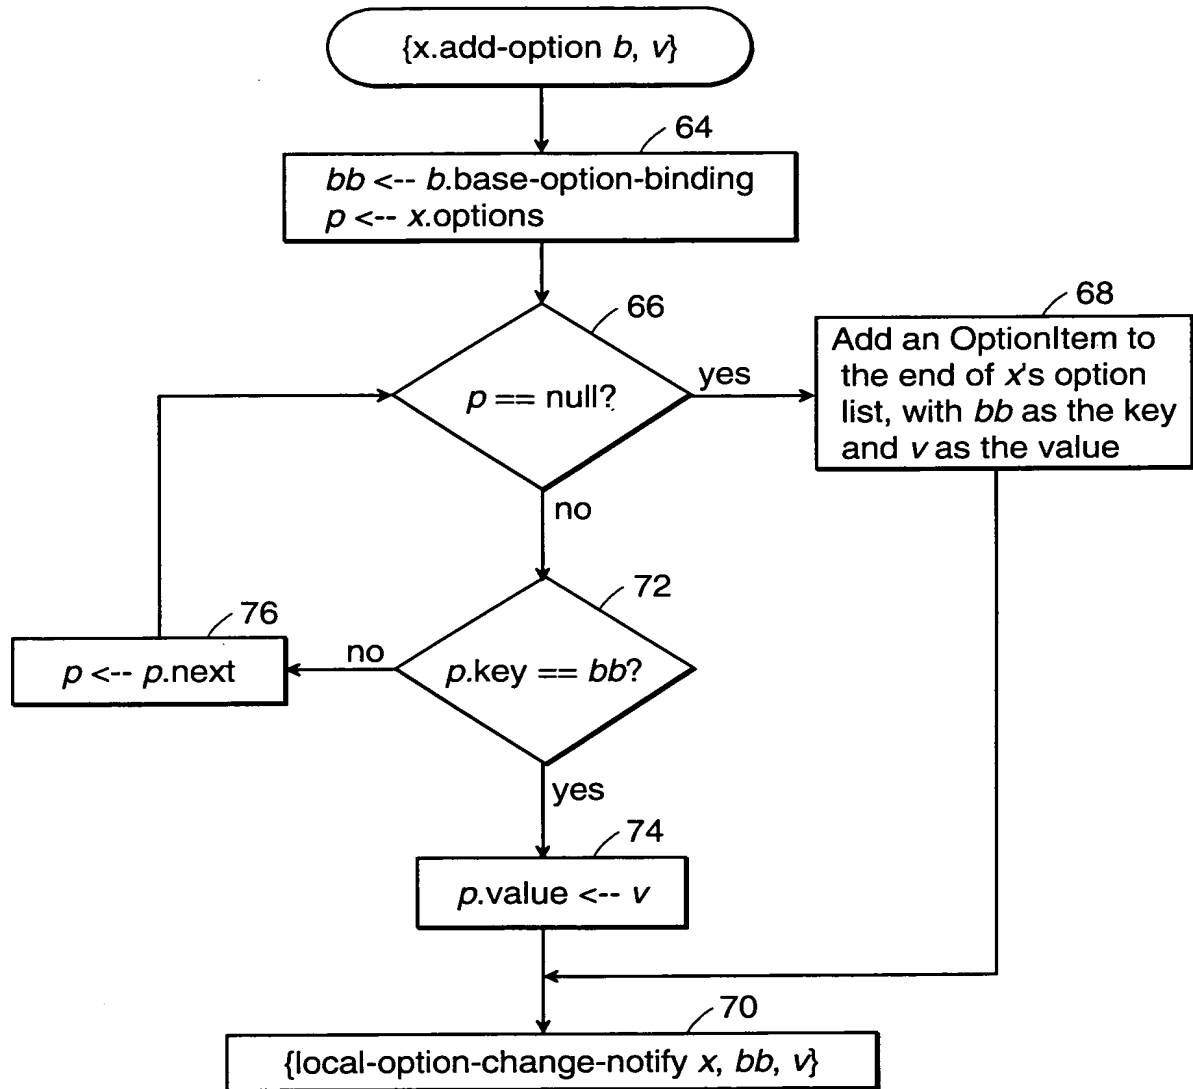 {x.add-option b, v}
64
bb <-- b.base-option-binding
p <-- x.options
66
68
p == null?
yes
Add an OptionItem to
the end of x's option
list, with bb as the key
and v as the value
no
72
76
p <-- p.next
no
p.key == bb?
yes
74
p.value <-- v
70
{local-option-change-notify x, bb, v}